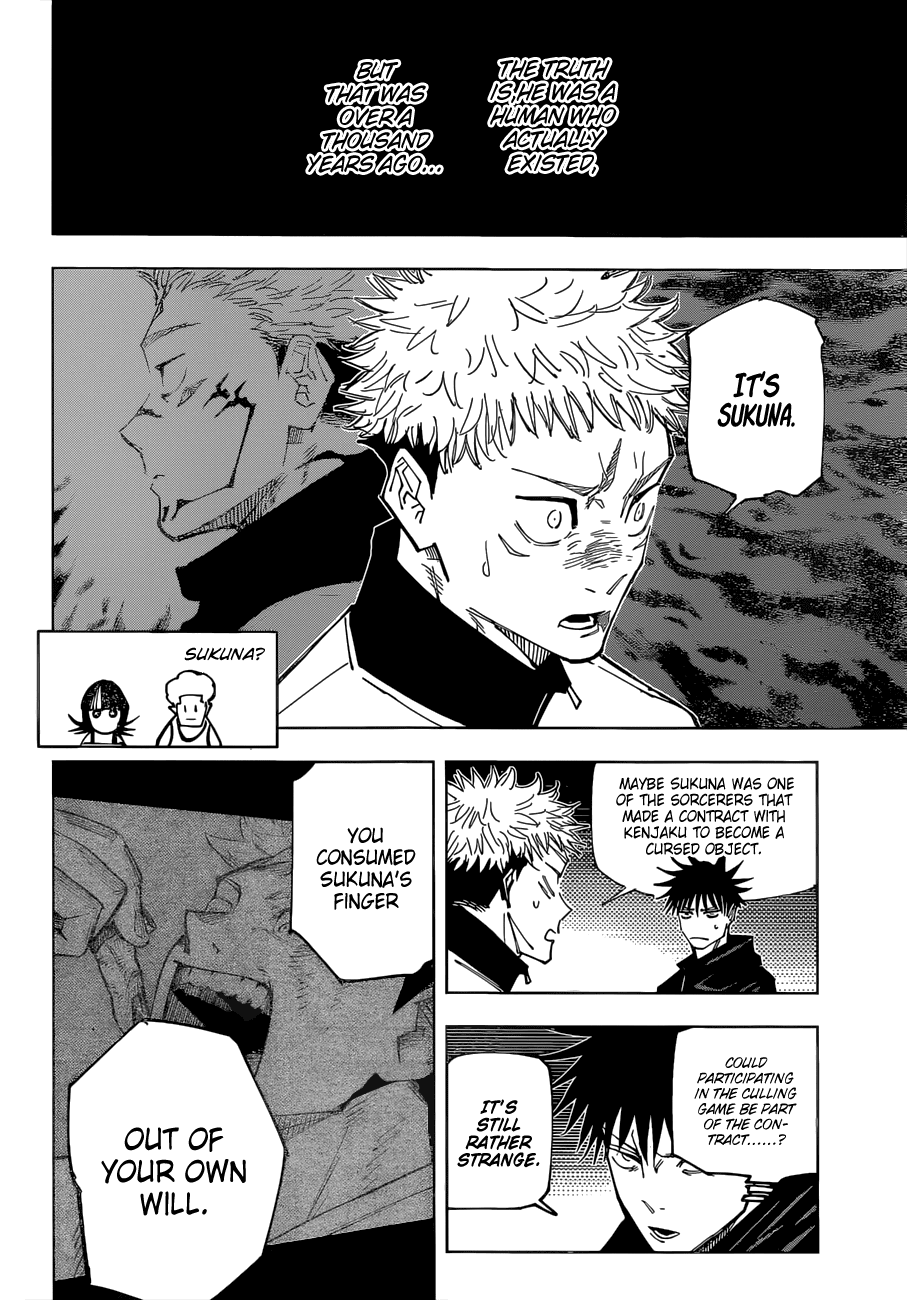 THE TRUTH
IS, HE WAS A
HUMAN WHO
ACTUALLY
EXISTED,
BUT
THAT WAS
OVER A
THOUSAND
YEARS AGO...
IT'S
SUKUNA.
SUKUNA?
MAYBE SUKUNA WAS ONE
OF THE SORCERERS THAT
MADE A CONTRACT WITH
KENJAKU TO BECOME A
CURSED OBJECT.
COULD
PARTICIPATING
IN THE CULLING
GAME BE PART
OF THE CON-
TRACT......?
IT'S
STILL
RATHER
STRANGE.
YOU
CONSUMED
SUKUNA'S
FINGER
OUT OF
YOUR OWN
WILL.